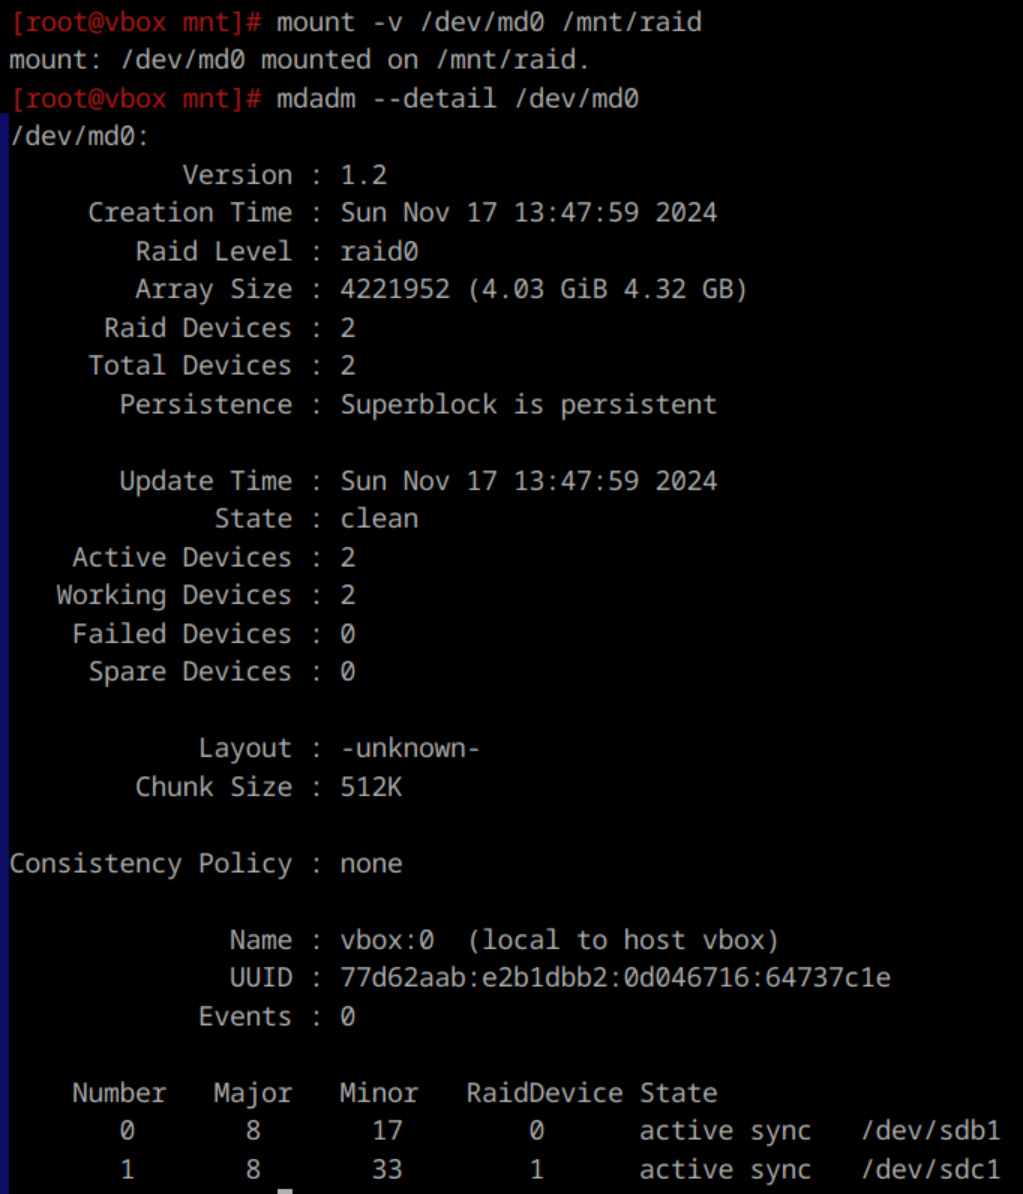 [root@vbox mnt]# mount -v /dev/md0 /mnt/raid
mount: /dev/md0 mounted on /mnt/raid.
[root@vbox mnt]# mdadm --detail /dev/md0
/dev/md0:
           Version : 1.2
     Creation Time : Sun Nov 17 13:47:59 2024
        Raid Level : raid0
        Array Size : 4221952 (4.03 GiB 4.32 GB)
      Raid Devices : 2
     Total Devices : 2
       Persistence : Superblock is persistent

       Update Time : Sun Nov 17 13:47:59 2024
             State : clean
    Active Devices : 2
   Working Devices : 2
    Failed Devices : 0
     Spare Devices : 0

            Layout : -unknown-
        Chunk Size : 512K

Consistency Policy : none

              Name : vbox:0  (local to host vbox)
              UUID : 77d62aab:e2b1dbb2:0d046716:64737c1e
            Events : 0

    Number   Major   Minor   RaidDevice State
       0       8       17        0      active sync   /dev/sdb1
       1       8       33        1      active sync   /dev/sdc1